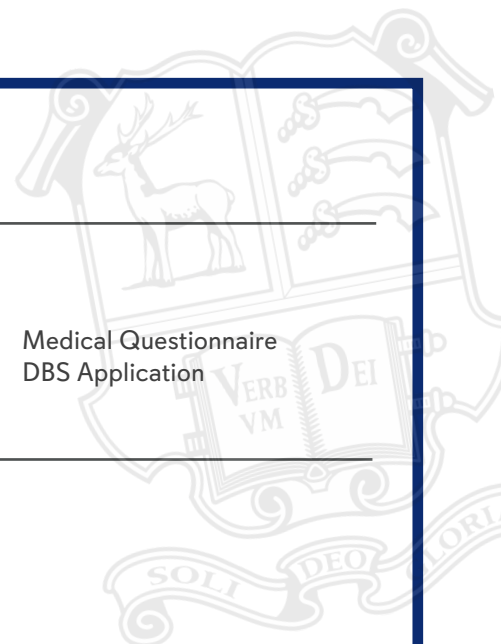 Medical Questionnaire
DBS Application
VERB DEI
VM
SOLI DEO GLORIA